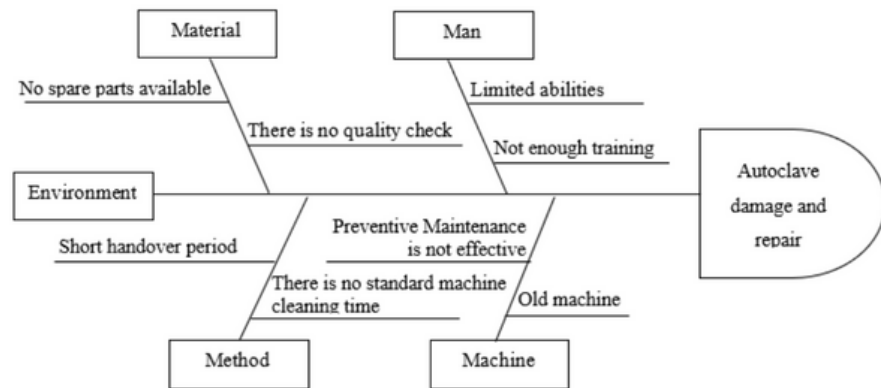 Material
Man
No spare parts available
Limited abilities
There is no quality check
Not enough training
Autoclave
damage and
repair
Environment
Short handover period
Preventive Maintenance
is not effective
There is no standard machine
cleaning time
Old machine
Method
Machine